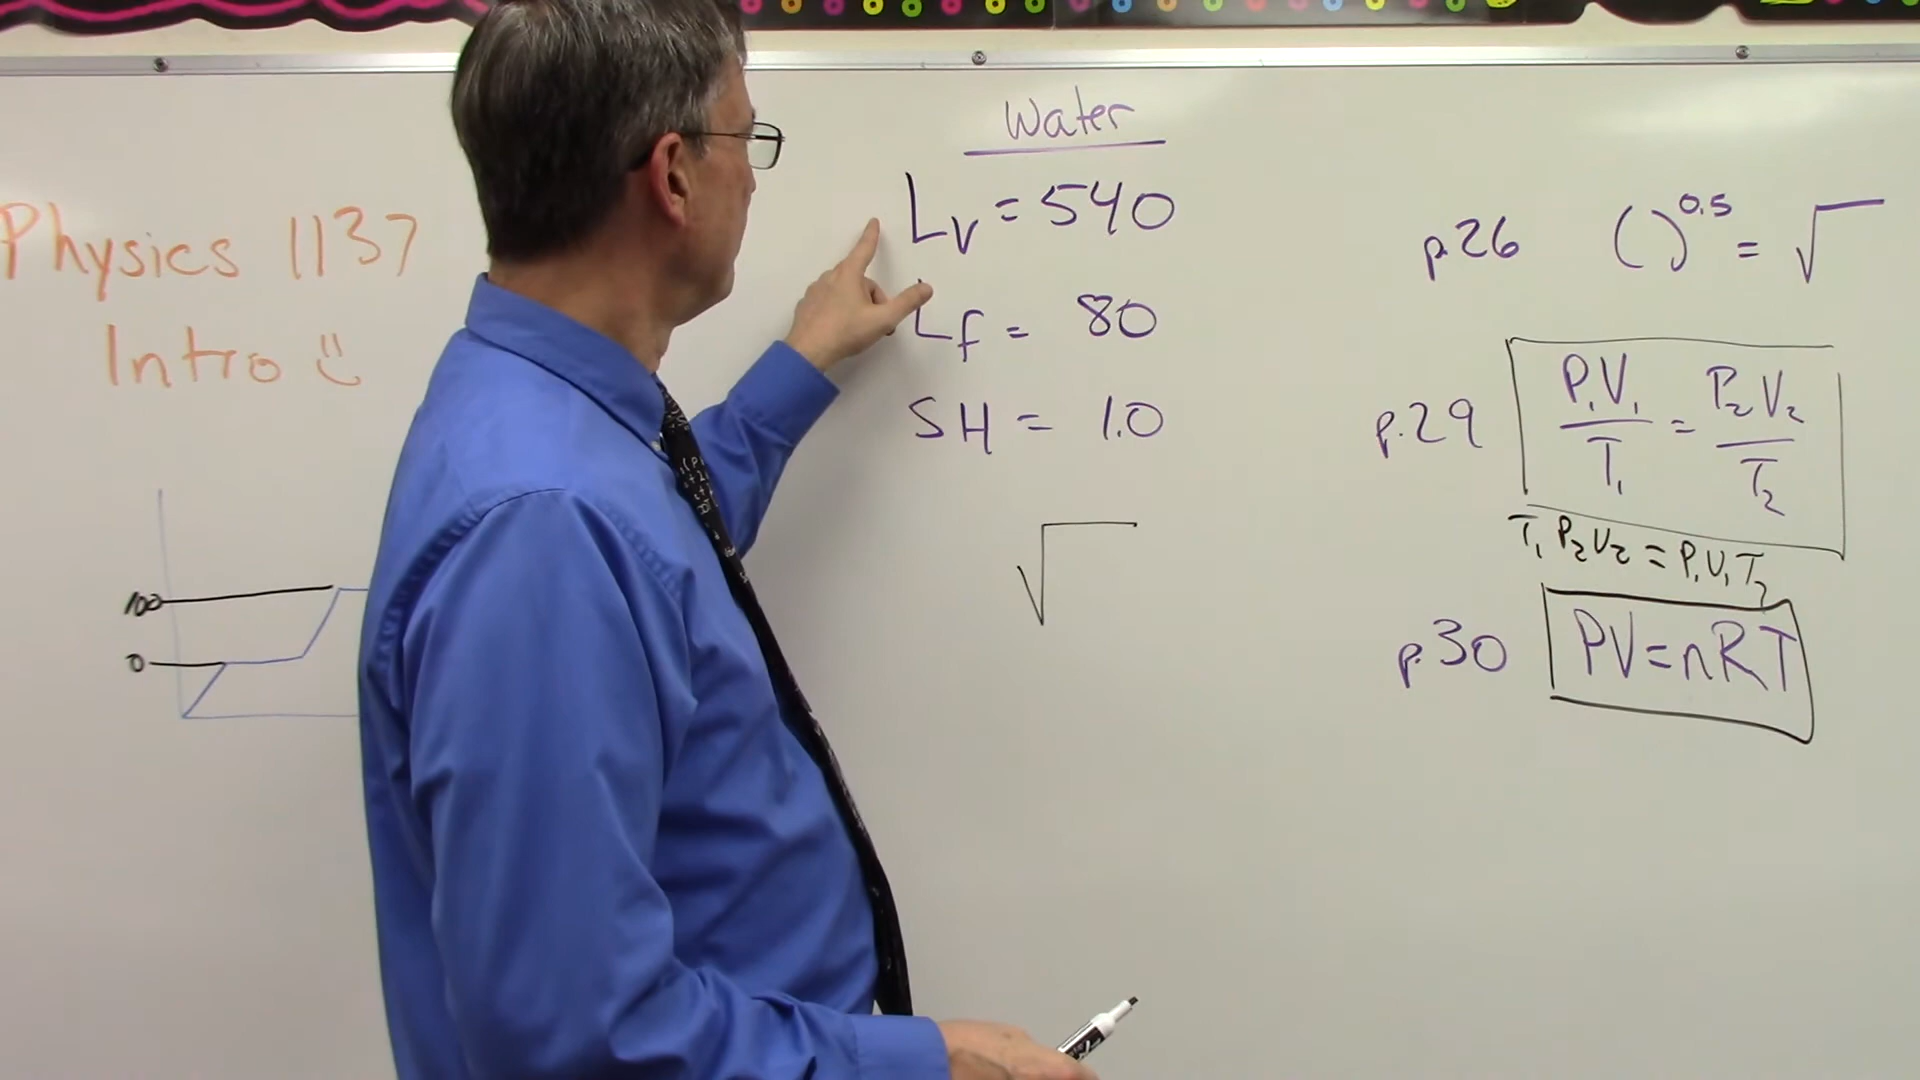 Physics 1137
Intro
100
0
Water
Lv = 540
Lf = 80
SH = 1.0
√
p.26 ( )^0.5 = √
p.29 P₁V₁/T₁ = P₂V₂/T₂
T₁ P₂V₂ = P₁V₁T₂
p.30 PV=nRT